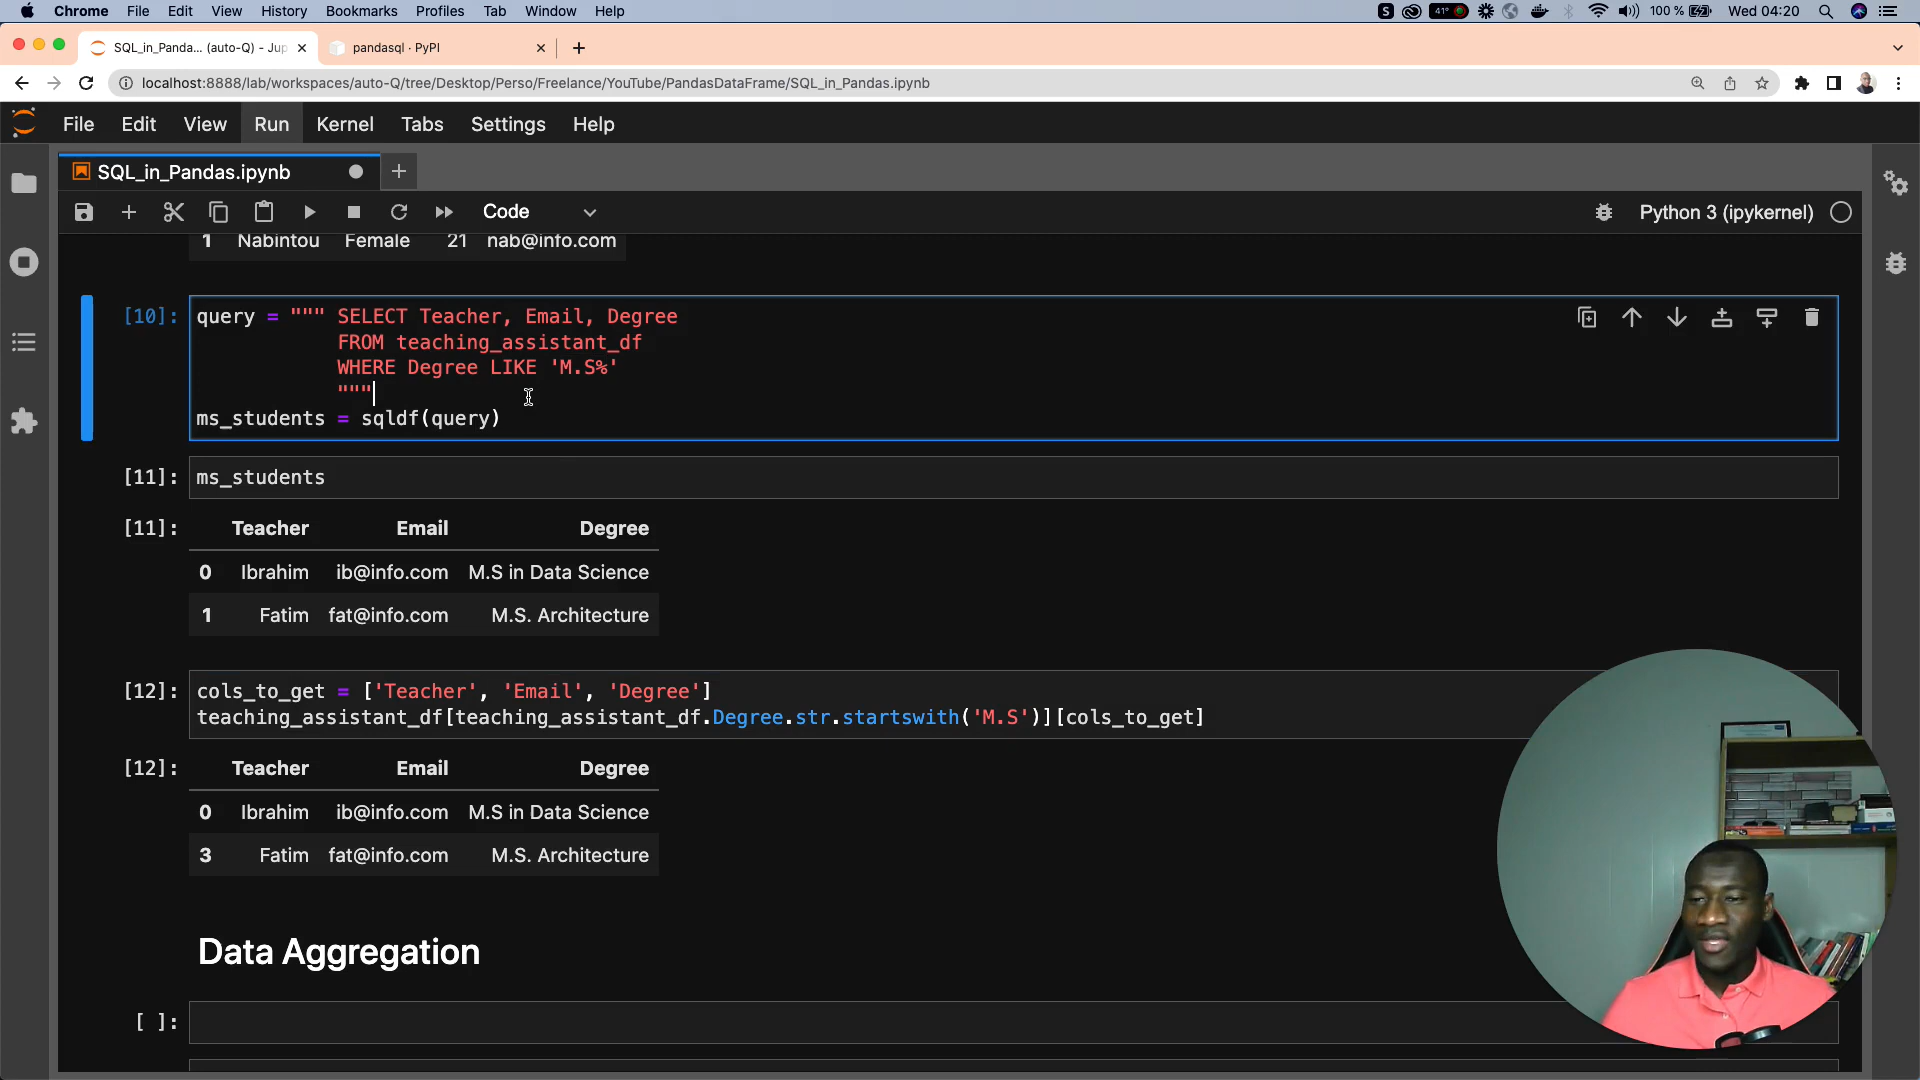 Chrome File Edit View History Bookmarks Profiles Tab Window Help 41° 100 % Wed 04:20
SQL_in_Panda... (auto-Q) - Jup pandasql · PyPI
localhost:8888/lab/workspaces/auto-Q/tree/Desktop/Perso/Freelance/YouTube/PandasDataFrame/SQL_in_Pandas.ipynb
File Edit View Run Kernel Tabs Settings Help
SQL_in_Pandas.ipynb
Code Python 3 (ipykernel)
1 Nabintou Female 21 nab@info.com
[10]: query = """ SELECT Teacher, Email, Degree
FROM teaching_assistant_df
WHERE Degree LIKE 'M.S%'
"""
ms_students = sqldf(query)
[11]: ms_students
[11]: Teacher Email Degree
0 Ibrahim ib@info.com M.S in Data Science
1 Fatim fat@info.com M.S. Architecture
[12]: cols_to_get = ['Teacher', 'Email', 'Degree']
teaching_assistant_df[teaching_assistant_df.Degree.str.startswith('M.S')][cols_to_get]
[12]: Teacher Email Degree
0 Ibrahim ib@info.com M.S in Data Science
3 Fatim fat@info.com M.S. Architecture
Data Aggregation
[ ]: